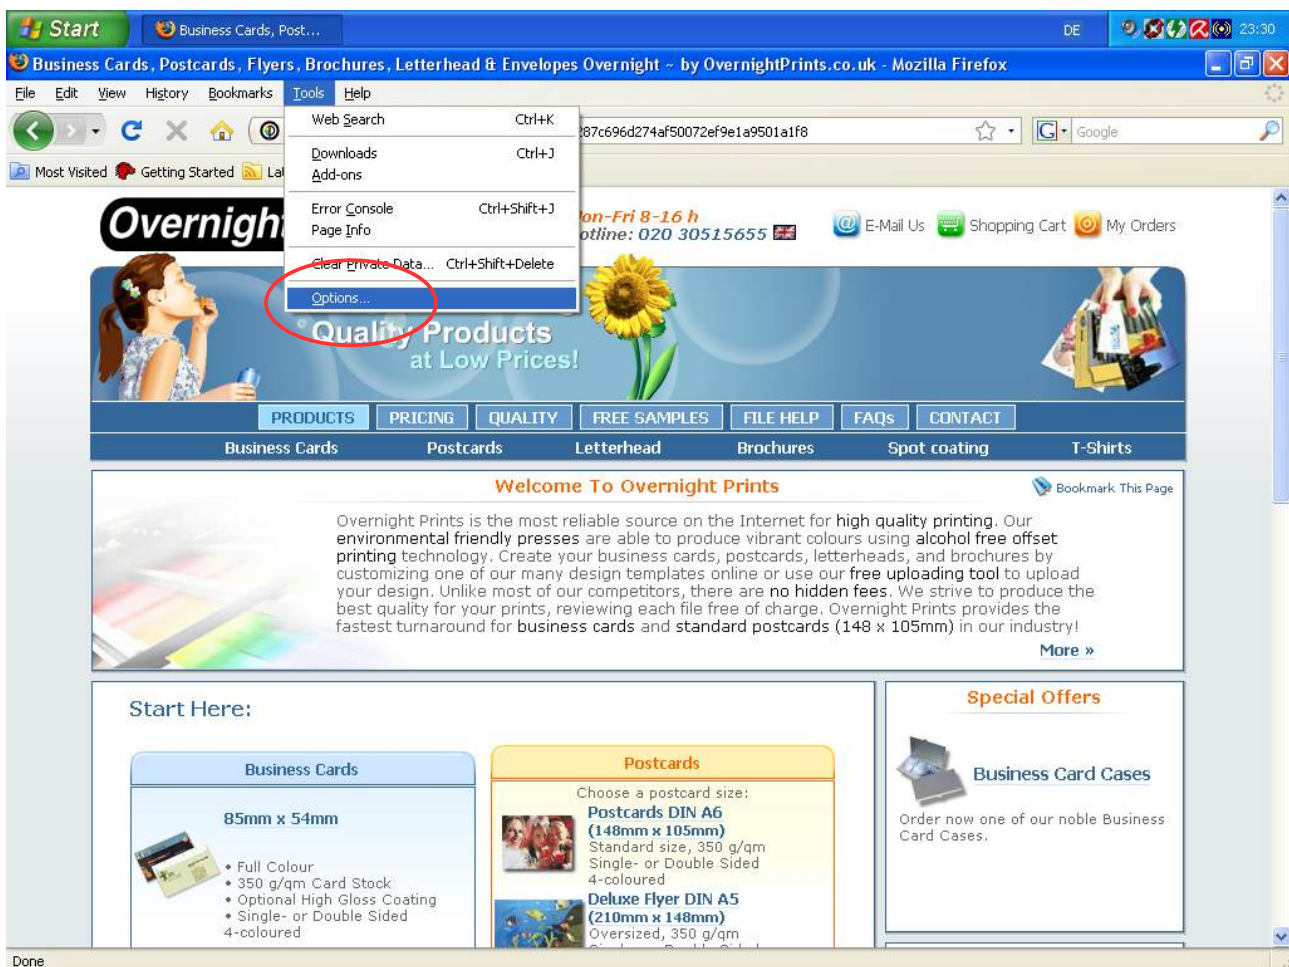 Start
Business Cards, Post...
DE
23:30
Business Cards, Postcards, Flyers, Brochures, Letterhead & Envelopes Overnight ~ by OvernightPrints.co.uk - Mozilla Firefox
File Edit View History Bookmarks Tools Help
Web Search Ctrl+K
Downloads Ctrl+J
Add-ons
Error Console Ctrl+Shift+J
Page Info
Clear Private Data... Ctrl+Shift+Delete
Options...
287c696d274af50072ef9e1a9501a1f8
G
Google
Most Visited Getting Started La
Overnigh
on-Fri 8-16 h
otline: 020 30515655
E-Mail Us Shopping Cart My Orders
Quality Products
at Low Prices!
PRODUCTS PRICING QUALITY FREE SAMPLES FILE HELP FAQs CONTACT
Business Cards Postcards Letterhead Brochures Spot coating T-Shirts
Welcome To Overnight Prints
Bookmark This Page
Overnight Prints is the most reliable source on the Internet for high quality printing. Our
environmental friendly presses are able to produce vibrant colours using alcohol free offset
printing technology. Create your business cards, postcards, letterheads, and brochures by
customizing one of our many design templates online or use our free uploading tool to upload
your design. Unlike most of our competitors, there are no hidden fees. We strive to produce the
best quality for your prints, reviewing each file free of charge. Overnight Prints provides the
fastest turnaround for business cards and standard postcards (148 x 105mm) in our industry!
More »
Start Here:
Business Cards
85mm x 54mm
• Full Colour
• 350 g/qm Card Stock
• Optional High Gloss Coating
• Single- or Double Sided
4-coloured
Postcards
Choose a postcard size:
Postcards DIN A6
(148mm x 105mm)
Standard size, 350 g/qm
Single- or Double Sided
4-coloured
Deluxe Flyer DIN A5
(210mm x 148mm)
Oversized, 350 g/qm
Special Offers
Business Card Cases
Order now one of our noble Business
Card Cases.
Done